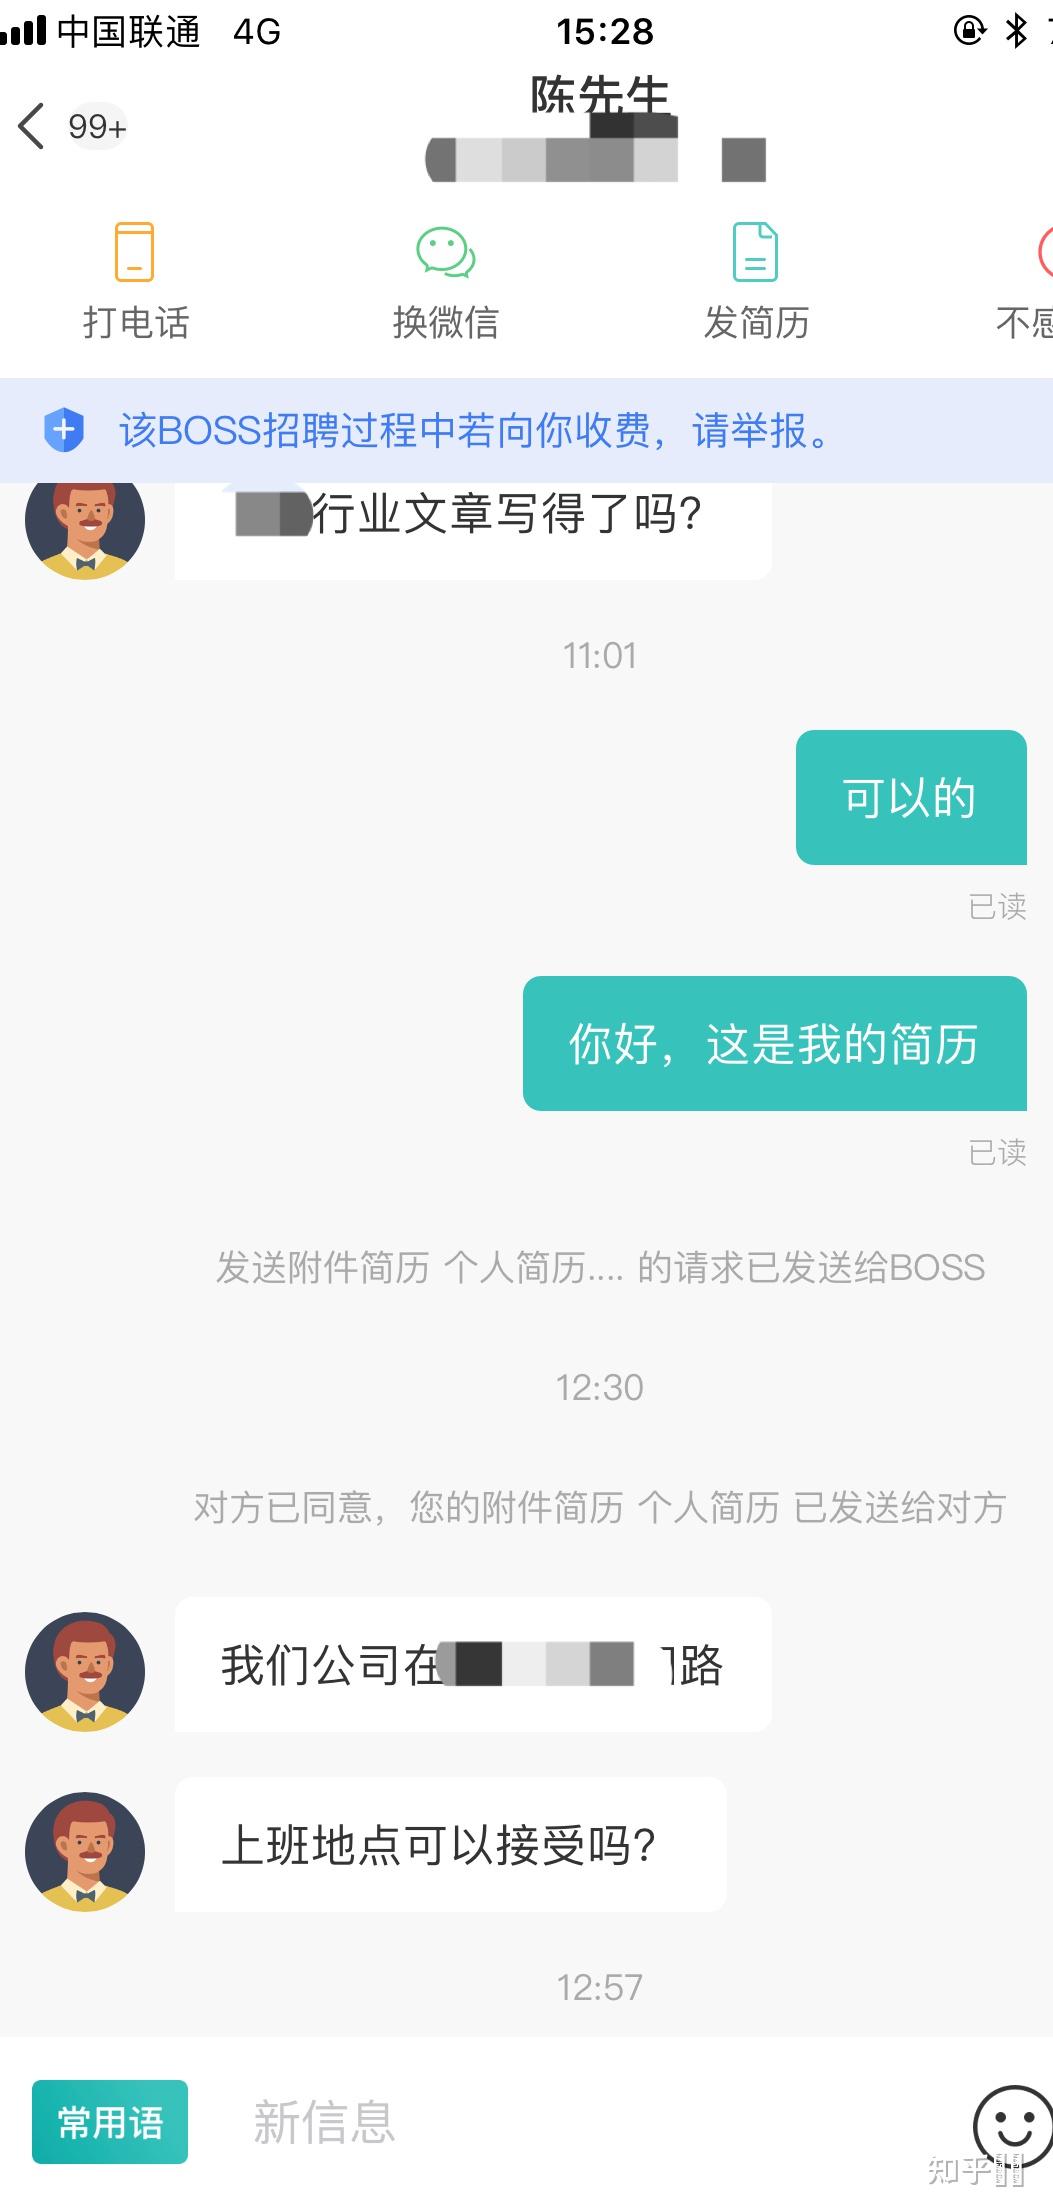 中国联通 4G 15:28
陈先生
99+
打电话 换微信 发简历 不感
该BOSS招聘过程中若向你收费，请举报。
行业文章写得了吗?
11:01
可以的
已读
你好，这是我的简历
已读
发送附件简历 个人简历.... 的请求已发送给BOSS
12:30
对方已同意，您的附件简历 个人简历 已发送给对方
我们公司在 路
上班地点可以接受吗?
12:57
常用语 新信息
知乎